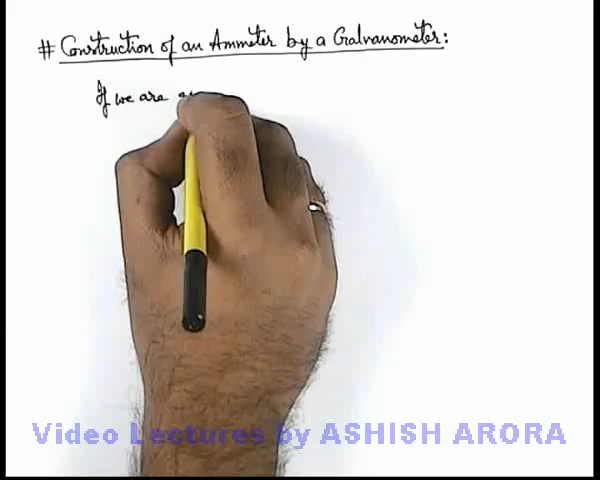 # Construction of an Ammeter by a Galvanometer:
If we are
Video Lectures by ASHISH ARORA